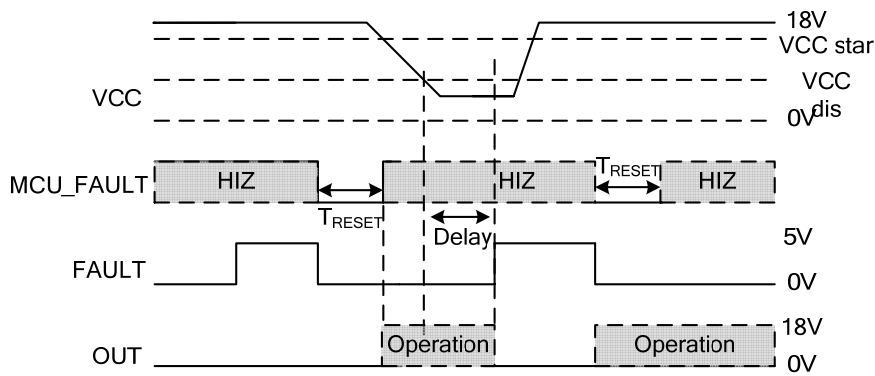 18V
VCC star
VCC
VCC
dis
0V
MCU_FAULT
HIZ
TRESET
HIZ
TRESET
HIZ
Delay
FAULT
5V
0V
OUT
Operation
Operation
18V
0V